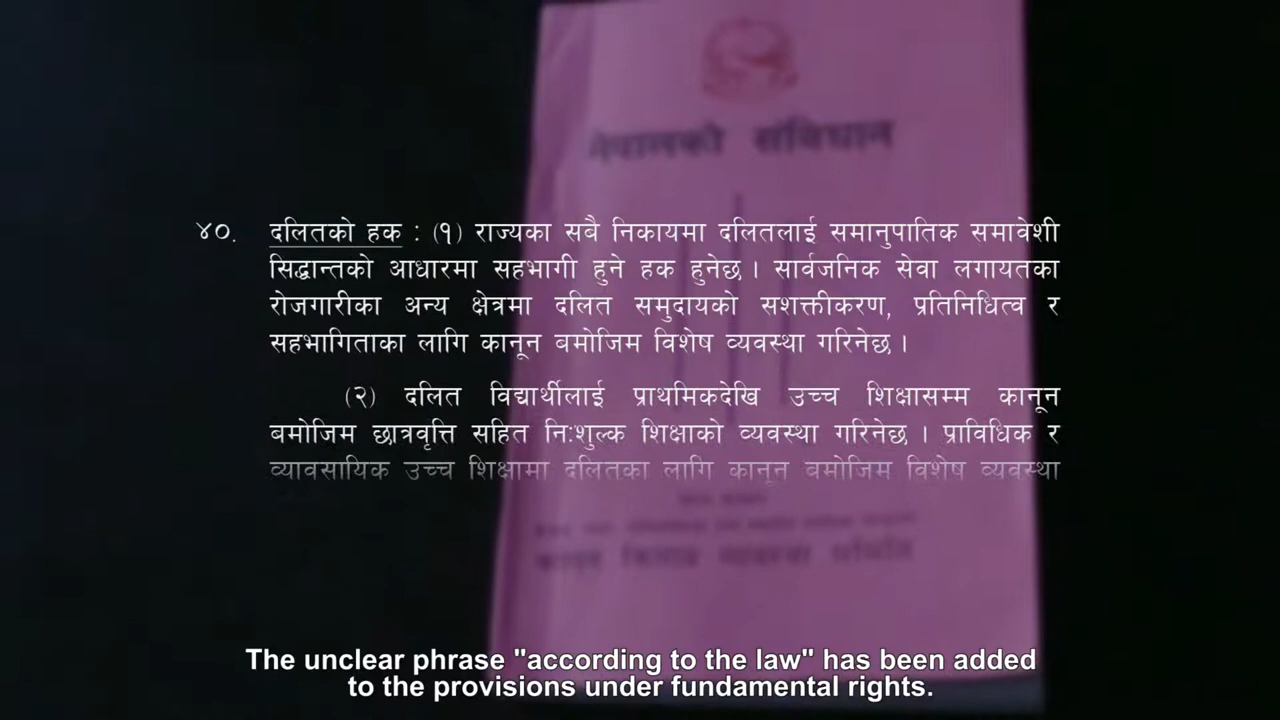 नेपालको संविधान
४०. दलितको हक : (१) राज्यका सबै निकायमा दलितलाई समानुपातिक समावेशी
सिद्धान्तको आधारमा सहभागी हुने हक हुनेछ । सार्वजनिक सेवा लगायतका
रोजगारीका अन्य क्षेत्रमा दलित समुदायको सशक्तीकरण, प्रतिनिधित्व र
सहभागिताका लागि कानून बमोजिम विशेष व्यवस्था गरिनेछ ।
(२) दलित विद्यार्थीलाई प्राथमिकदेखि उच्च शिक्षासम्म कानून
बमोजिम छात्रवृत्ति सहित निःशुल्क शिक्षाको व्यवस्था गरिनेछ । प्राविधिक र
व्यावसायिक उच्च शिक्षामा दलितका लागि कानून बमोजिम विशेष व्यवस्था
The unclear phrase "according to the law" has been added
to the provisions under fundamental rights.